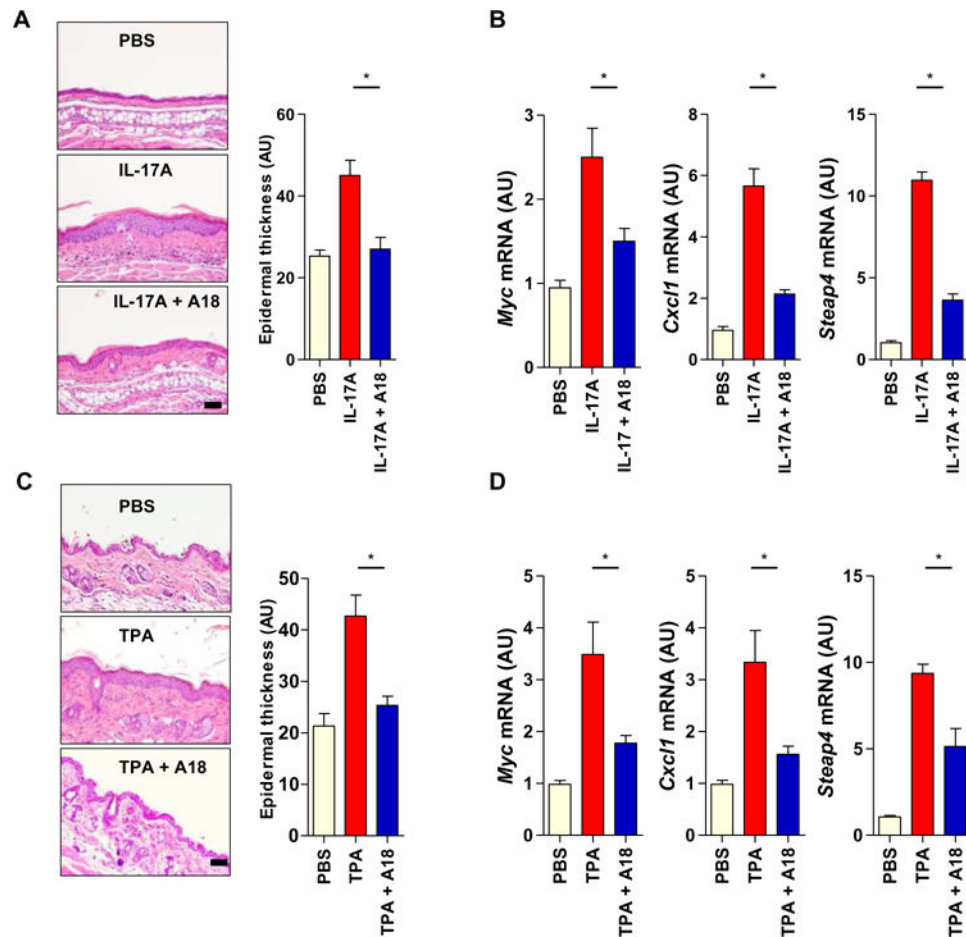 A
PBS
IL-17A
IL-17A + A18
Epidermal thickness (AU)
60
40
20
0
*
PBS
IL-17A
IL-17A + A18
B
Myc mRNA (AU)
3
2
1
0
*
PBS
IL-17A
IL-17 + A18
Cxcl1 mRNA (AU)
8
6
4
2
0
*
PBS
IL-17A
IL-17A + A18
Steap4 mRNA (AU)
15
10
5
0
*
PBS
IL-17A
IL-17A + A18
C
PBS
TPA
TPA + A18
Epidermal thickness (AU)
50
40
30
20
10
0
*
PBS
TPA
TPA + A18
D
Myc mRNA (AU)
5
4
3
2
1
0
*
PBS
TPA
TPA + A18
Cxcl1 mRNA (AU)
5
4
3
2
1
0
*
PBS
TPA
TPA + A18
Steap4 mRNA (AU)
15
10
5
0
*
PBS
TPA
TPA + A18